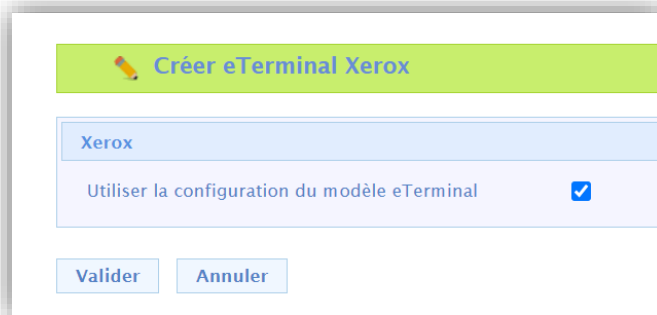 Créer eTerminal Xerox
Xerox
Utiliser la configuration du modèle eTerminal
Valider
Annuler